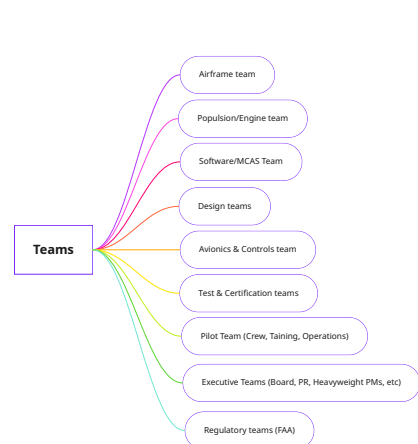 Airframe team
Populsion/Engine team
Software/MCAS Team
Design teams
Teams
Avionics & Controls team
Test & Certification teams
Pilot Team (Crew, Taining, Operations)
Executive Teams (Board, PR, Heavyweight PMs, etc)
Regulatory teams (FAA)